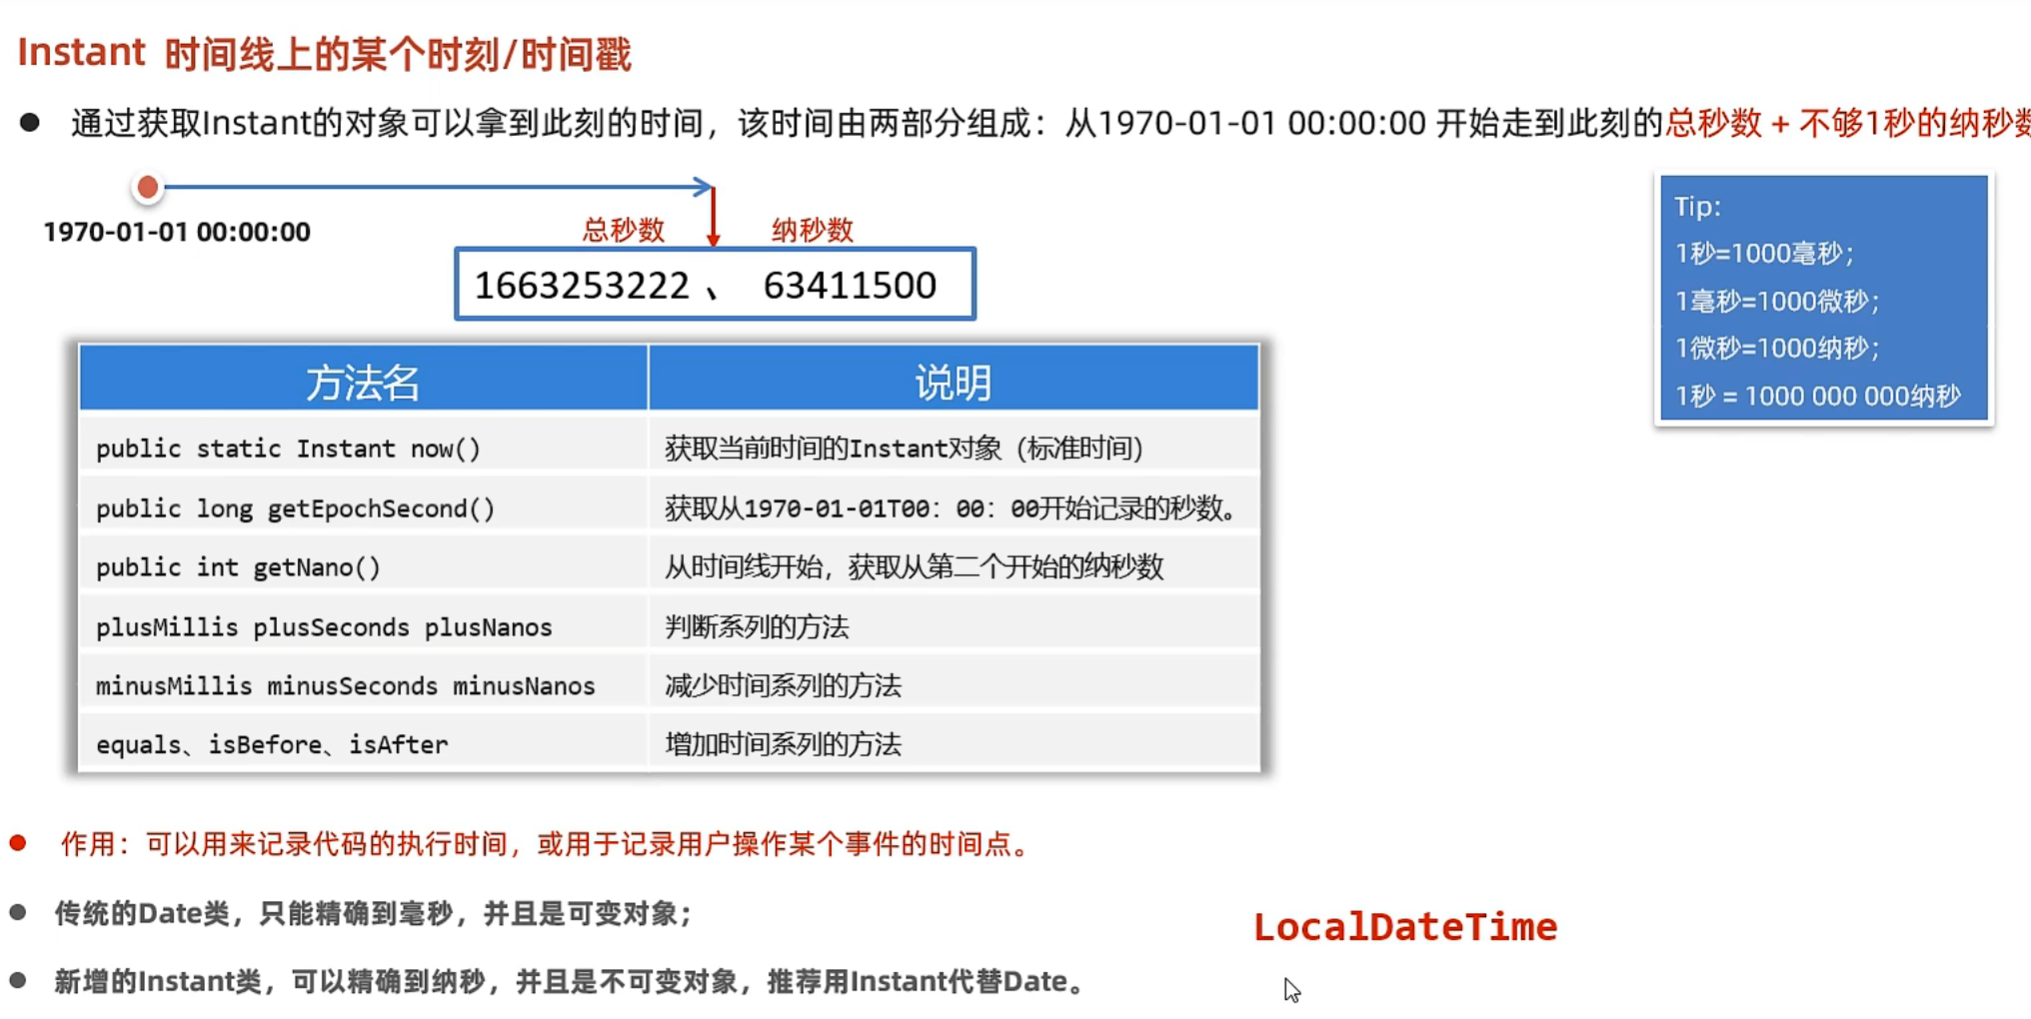 Instant 时间线上的某个时刻/时间戳
● 通过获取Instant的对象可以拿到此刻的时间，该时间由两部分组成：从1970-01-01 00:00:00 开始走到此刻的总秒数 + 不够1秒的纳秒数
1970-01-01 00:00:00
总秒数 纳秒数
1663253222 、 63411500
Tip:
1秒=1000毫秒；
1毫秒=1000微秒；
1微秒=1000纳秒；
1秒 = 1000 000 000纳秒
方法名 说明
public static Instant now() 获取当前时间的Instant对象（标准时间）
public long getEpochSecond() 获取从1970-01-01T00：00：00开始记录的秒数。
public int getNano() 从时间线开始，获取从第二个开始的纳秒数
plusMillis plusSeconds plusNanos 判断系列的方法
minusMillis minusSeconds minusNanos 减少时间系列的方法
equals、isBefore、isAfter 增加时间系列的方法
● 作用：可以用来记录代码的执行时间，或用于记录用户操作某个事件的时间点。
● 传统的Date类，只能精确到毫秒，并且是可变对象；
● 新增的Instant类，可以精确到纳秒，并且是不可变对象，推荐用Instant代替Date。
LocalDateTime